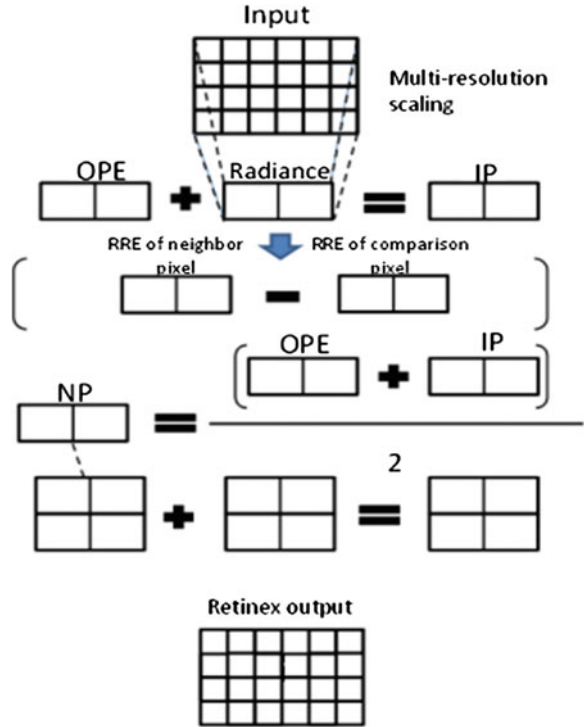 Input
Multi-resolution
scaling
OPE
Radiance
IP
RRE of neighbor
pixel
RRE of comparison
pixel
OPE
IP
NP
2
Retinex output